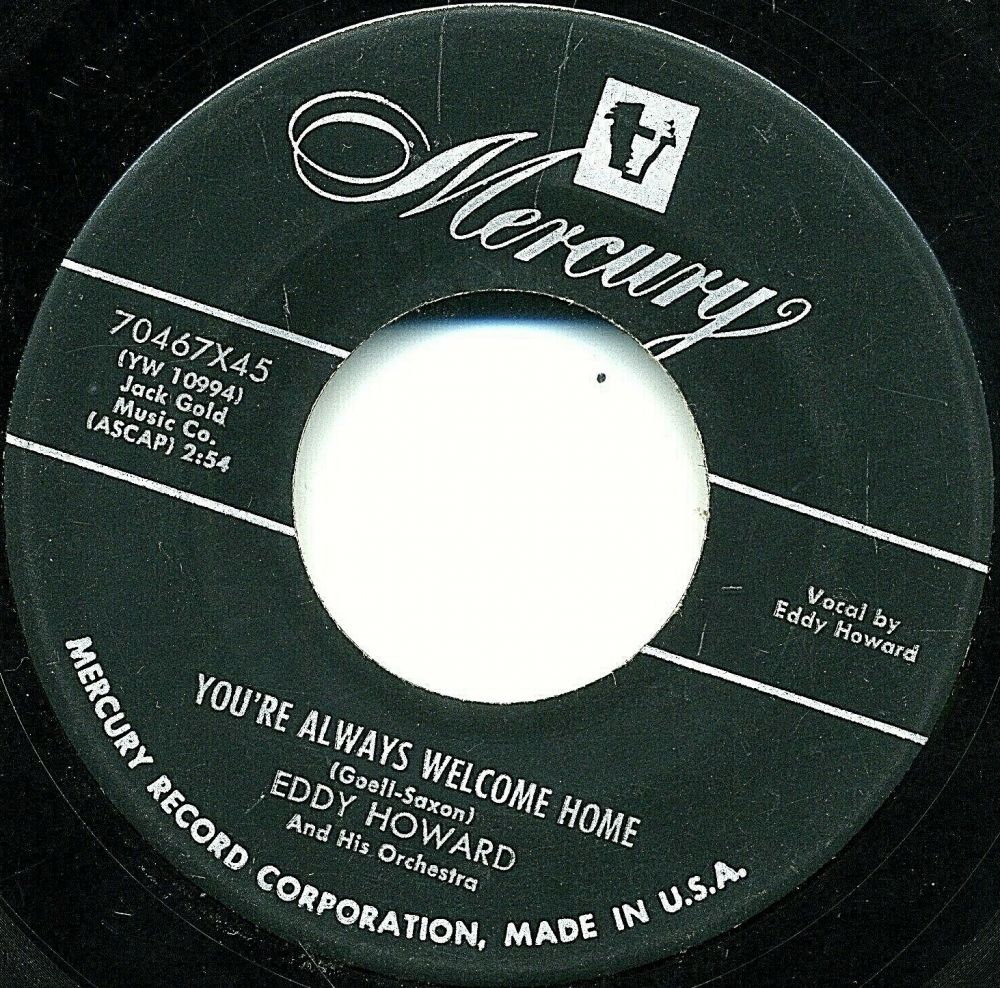 Mercury
70467X45
(YW 10994)
Jack Gold
Music Co.
(ASCAP) 2:54
Vocal by
Eddy Howard
YOU'RE ALWAYS WELCOME HOME
(Goell-Saxon)
EDDY HOWARD
And His Orchestra
MERCURY RECORD CORPORATION, MADE IN U.S.A.